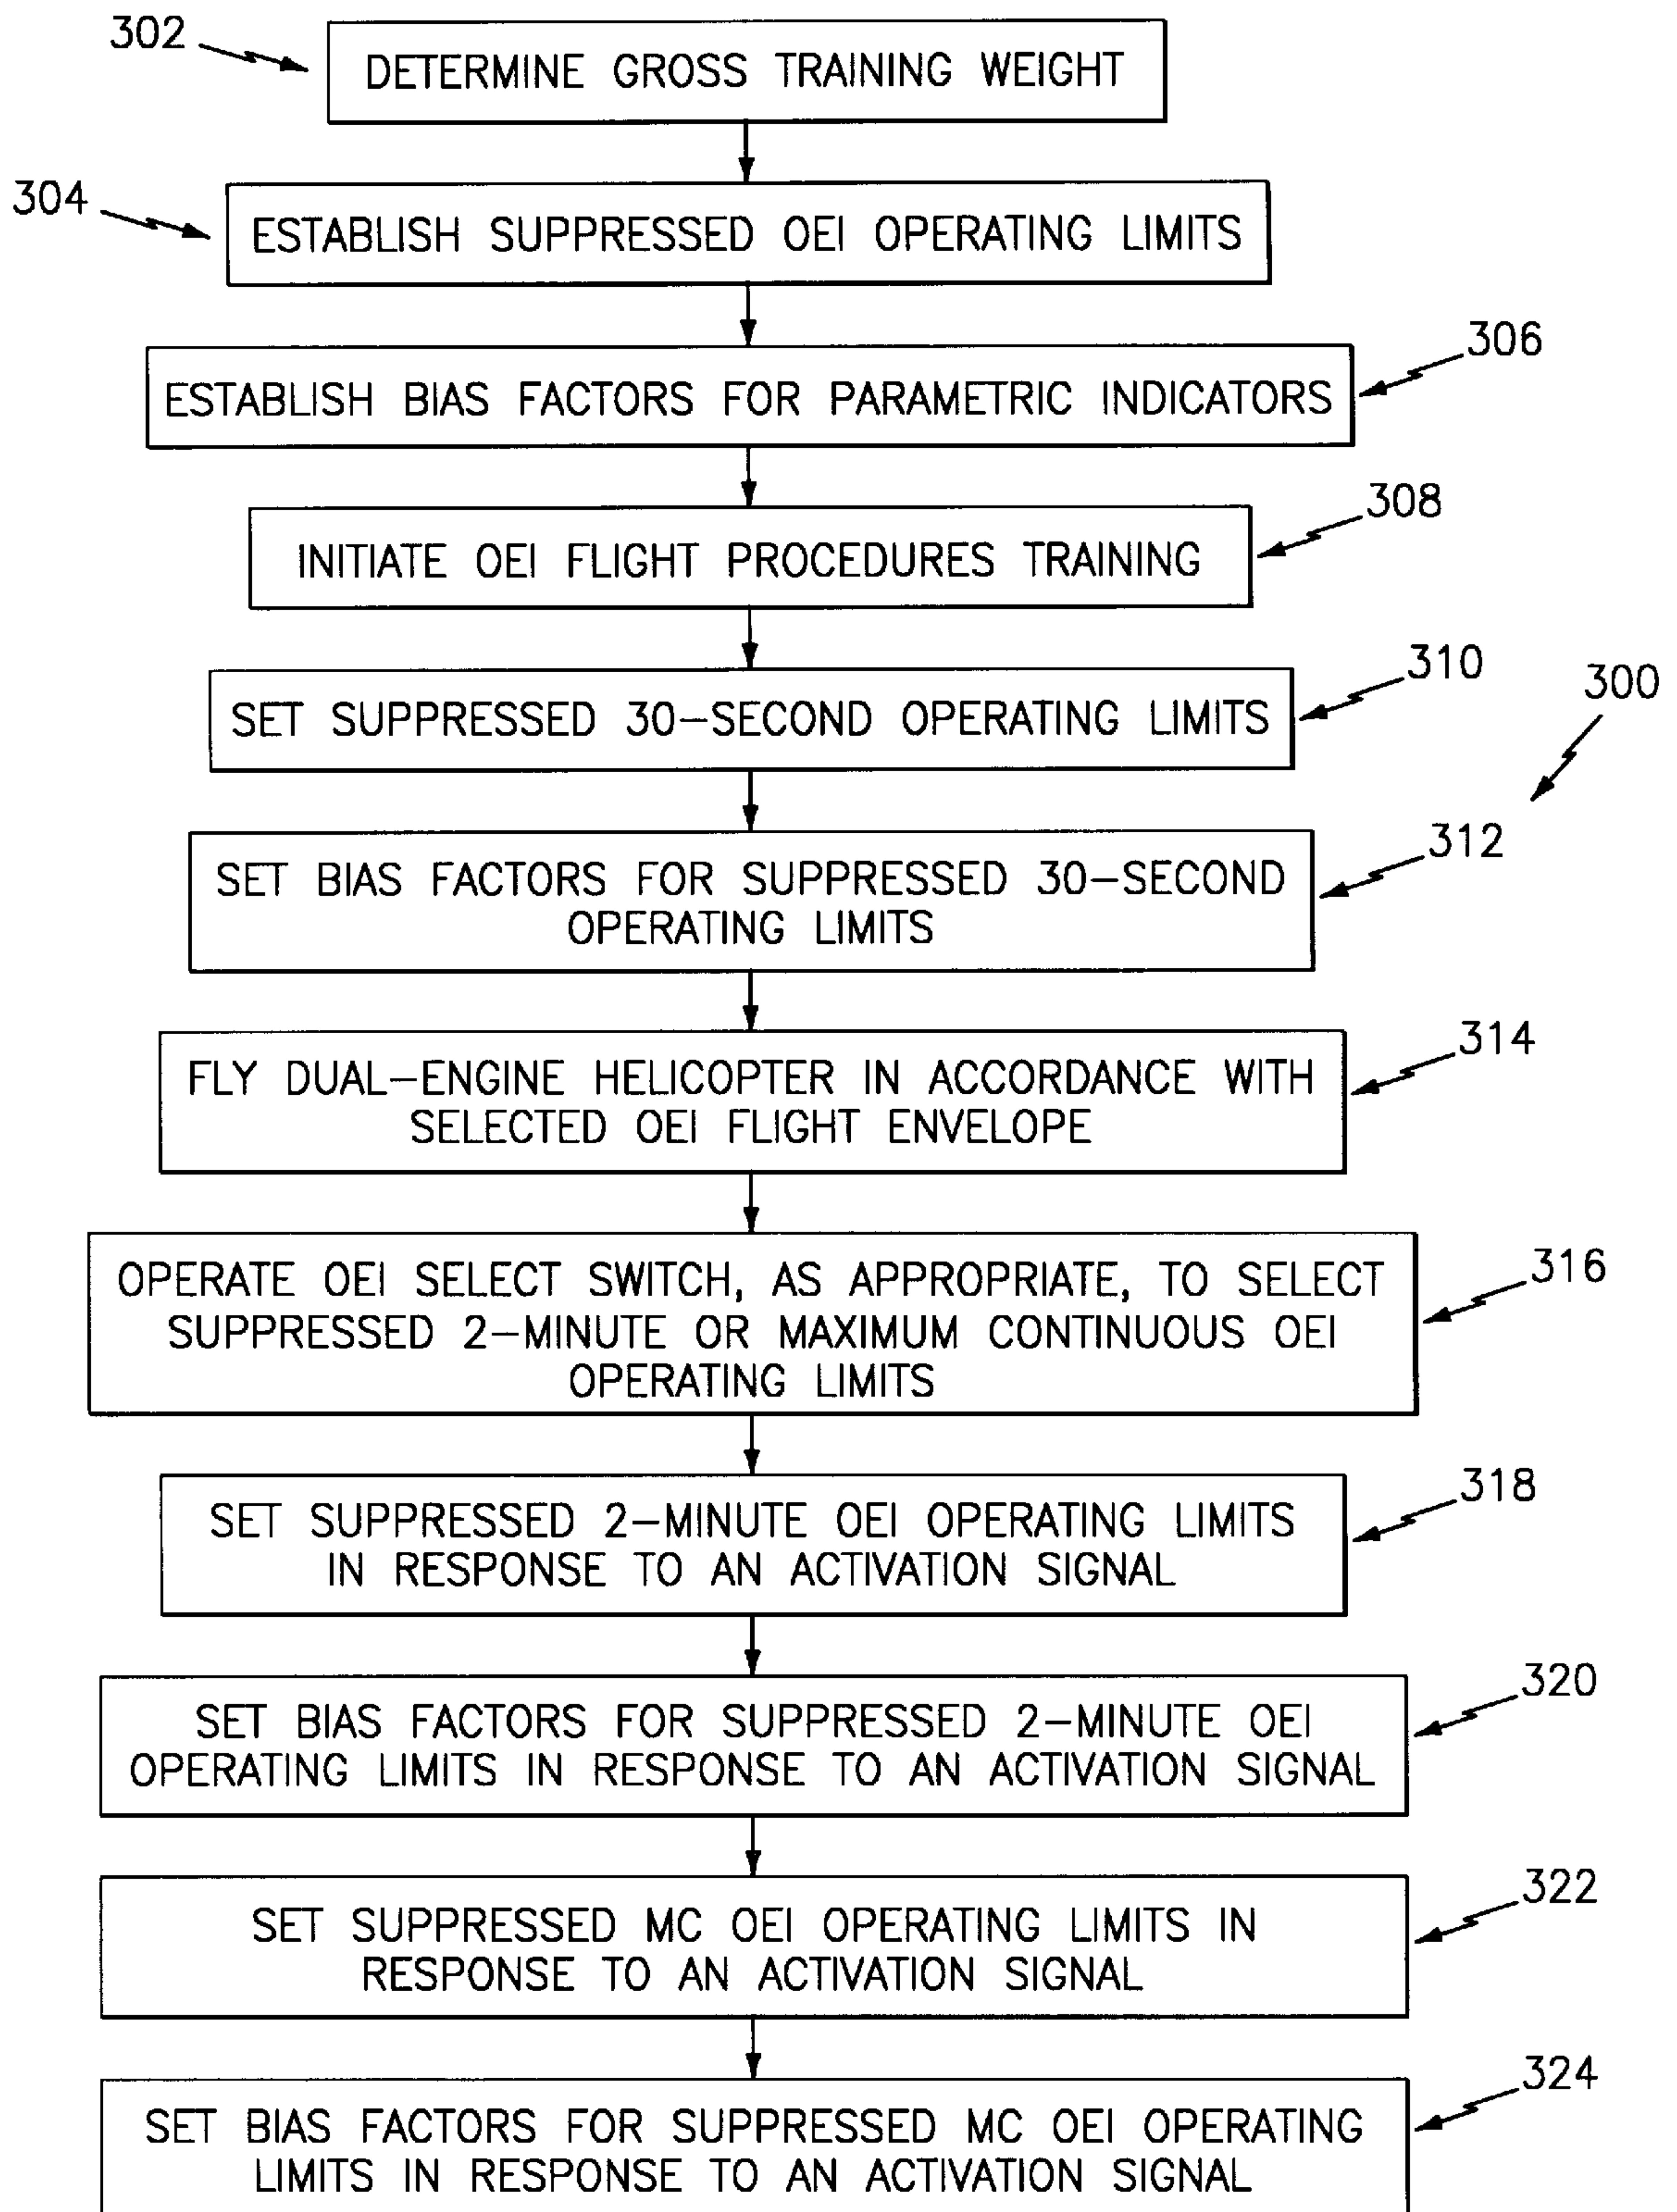 302
DETERMINE GROSS TRAINING WEIGHT
304
ESTABLISH SUPPRESSED OEI OPERATING LIMITS
306
ESTABLISH BIAS FACTORS FOR PARAMETRIC INDICATORS
308
INITIATE OEI FLIGHT PROCEDURES TRAINING
310
SET SUPPRESSED 30-SECOND OPERATING LIMITS
300
312
SET BIAS FACTORS FOR SUPPRESSED 30-SECOND
OPERATING LIMITS
314
FLY DUAL-ENGINE HELICOPTER IN ACCORDANCE WITH
SELECTED OEI FLIGHT ENVELOPE
316
OPERATE OEI SELECT SWITCH, AS APPROPRIATE, TO SELECT
SUPPRESSED 2-MINUTE OR MAXIMUM CONTINUOUS OEI
OPERATING LIMITS
318
SET SUPPRESSED 2-MINUTE OEI OPERATING LIMITS
IN RESPONSE TO AN ACTIVATION SIGNAL
320
SET BIAS FACTORS FOR SUPPRESSED 2-MINUTE OEI
OPERATING LIMITS IN RESPONSE TO AN ACTIVATION SIGNAL
322
SET SUPPRESSED MC OEI OPERATING LIMITS IN
RESPONSE TO AN ACTIVATION SIGNAL
324
SET BIAS FACTORS FOR SUPPRESSED MC OEI OPERATING
LIMITS IN RESPONSE TO AN ACTIVATION SIGNAL